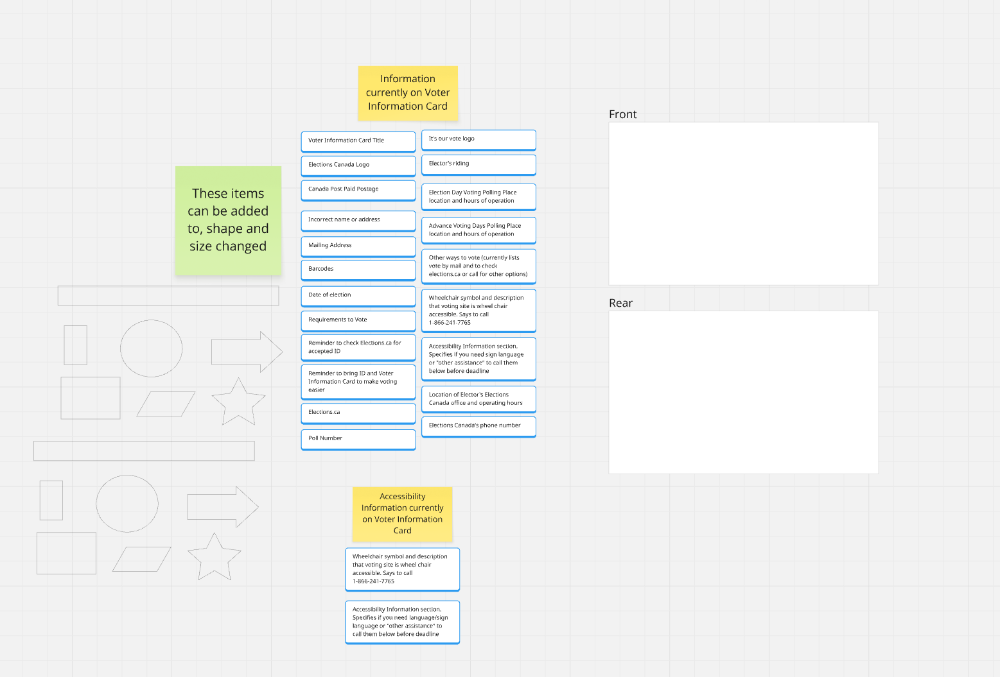 Information
currently on Voter
Information Card
Voter Information Card Title
Elections Canada Logo
Canada Post Paid Postage
Incorrect name or address
Mailing Address
Barcodes
Date of election
Requirements to Vote
Reminder to check Elections.ca for
accepted ID
Reminder to bring ID and Voter
Information Card to make voting
easier
Elections.ca
Poll Number
It's our vote logo
Elector's riding
Election Day Voting Polling Place
location and hours of operation
Advance Voting Days Polling Place
location and hours of operation
Other ways to vote (currently lists
vote by mail and to check
elections.ca or call for other options)
Wheelchair symbol and description
that voting site is wheel chair
accessible. Says to call
1-866-241-7765
Accessibility Information section.
Specifies if you need sign language
or "other assistance" to call them
below before deadline
Location of Elector's Elections
Canada office and operating hours
Elections Canada's phone number
These items
can be added
to, shape and
size changed
Accessibility
Information currently
on Voter Information
Card
Wheelchair symbol and description
that voting site is wheel chair
accessible. Says to call
1-866-241-7765
Accessibility Information section.
Specifies if you need language/sign
language or "other assistance" to
call them below before deadline
Front
Rear